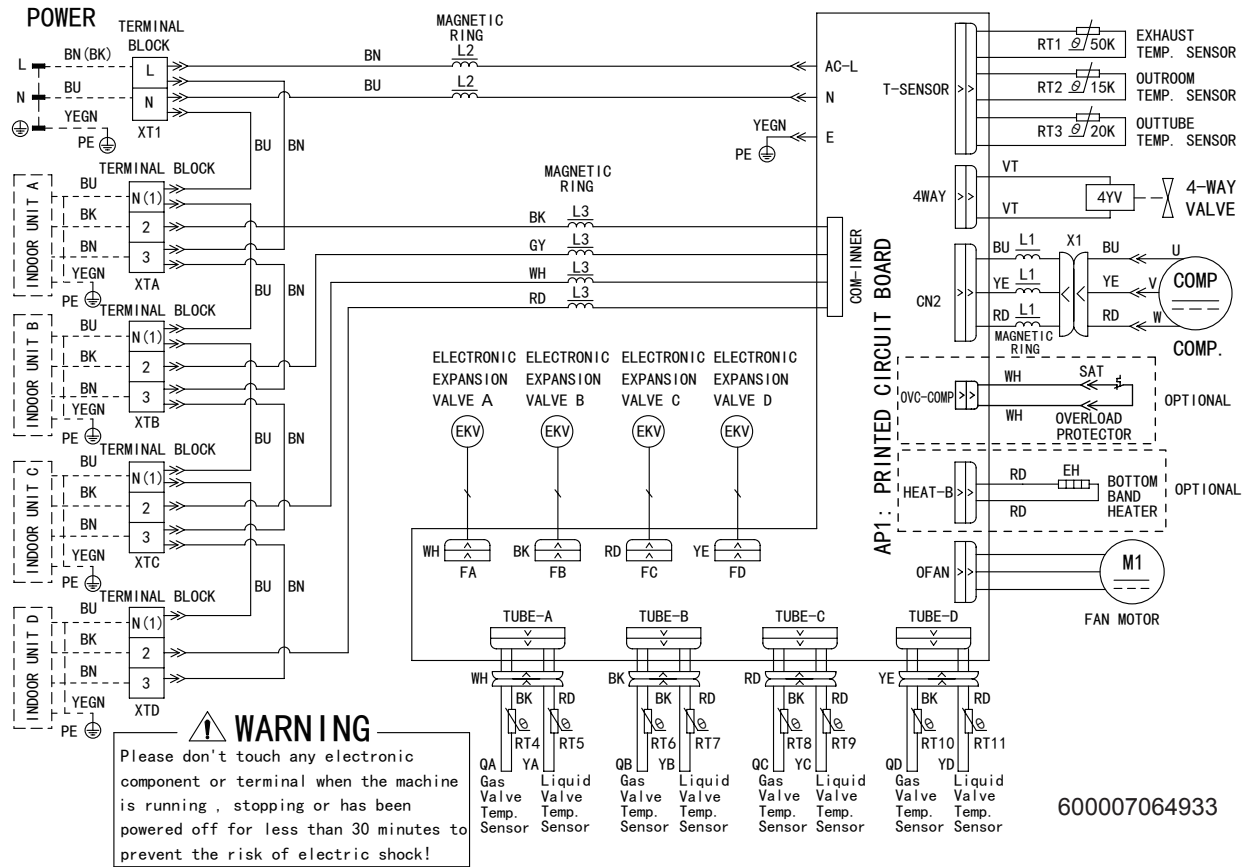 POWER
TERMINAL
BLOCK
L
BN(BK)
L
N
BU
N
YEGN
PE
XT1
MAGNETIC
RING
BN
L2
BU
L2
AC-L
N
YEGN
E
PE
BU
BN
TERMINAL BLOCK
INDOOR UNIT A
BU
N(1)
BK
2
BN
3
YEGN
PE
XTA
BU
BN
TERMINAL BLOCK
INDOOR UNIT B
BU
N(1)
BK
2
BN
3
YEGN
PE
XTB
BU
BN
TERMINAL BLOCK
INDOOR UNIT C
BU
N(1)
BK
2
BN
3
YEGN
PE
XTC
BU
BN
TERMINAL BLOCK
INDOOR UNIT D
BU
N(1)
BK
2
BN
3
YEGN
PE
XTD
MAGNETIC
RING
BK
L3
GY
L3
WH
L3
RD
L3
COM-INNER
AP1: PRINTED CIRCUIT BOARD
ELECTRONIC
EXPANSION
VALVE A
EKV
WH
FA
ELECTRONIC
EXPANSION
VALVE B
EKV
BK
FB
ELECTRONIC
EXPANSION
VALVE C
EKV
RD
FC
ELECTRONIC
EXPANSION
VALVE D
EKV
YE
FD
T-SENSOR
RT1
θ
50K
EXHAUST
TEMP. SENSOR
RT2
θ
15K
OUTROOM
TEMP. SENSOR
RT3
θ
20K
OUTTUBE
TEMP. SENSOR
4WAY
VT
VT
4YV
4-WAY
VALVE
CN2
BU
L1
X1
BU
U
YE
L1
YE
V
RD
L1
RD
W
MAGNETIC
RING
COMP
COMP.
OVC-COMP
WH
SAT
WH
OVERLOAD
PROTECTOR
OPTIONAL
HEAT-B
RD
EH
RD
BOTTOM
BAND
HEATER
OPTIONAL
OFAN
M1
FAN MOTOR
TUBE-A
WH
BK
RD
θ
θ
RT4
RT5
QA
YA
Gas
Valve
Temp.
Sensor
Liquid
Valve
Temp.
Sensor
TUBE-B
BK
BK
RD
θ
θ
RT6
RT7
QB
YB
Gas
Valve
Temp.
Sensor
Liquid
Valve
Temp.
Sensor
TUBE-C
RD
BK
RD
θ
θ
RT8
RT9
QC
YC
Gas
Valve
Temp.
Sensor
Liquid
Valve
Temp.
Sensor
TUBE-D
YE
BK
RD
θ
θ
RT10
RT11
QD
YD
Gas
Valve
Temp.
Sensor
Liquid
Valve
Temp.
Sensor
WARNING
Please don't touch any electronic
component or terminal when the machine
is running , stopping or has been
powered off for less than 30 minutes to
prevent the risk of electric shock!
600007064933